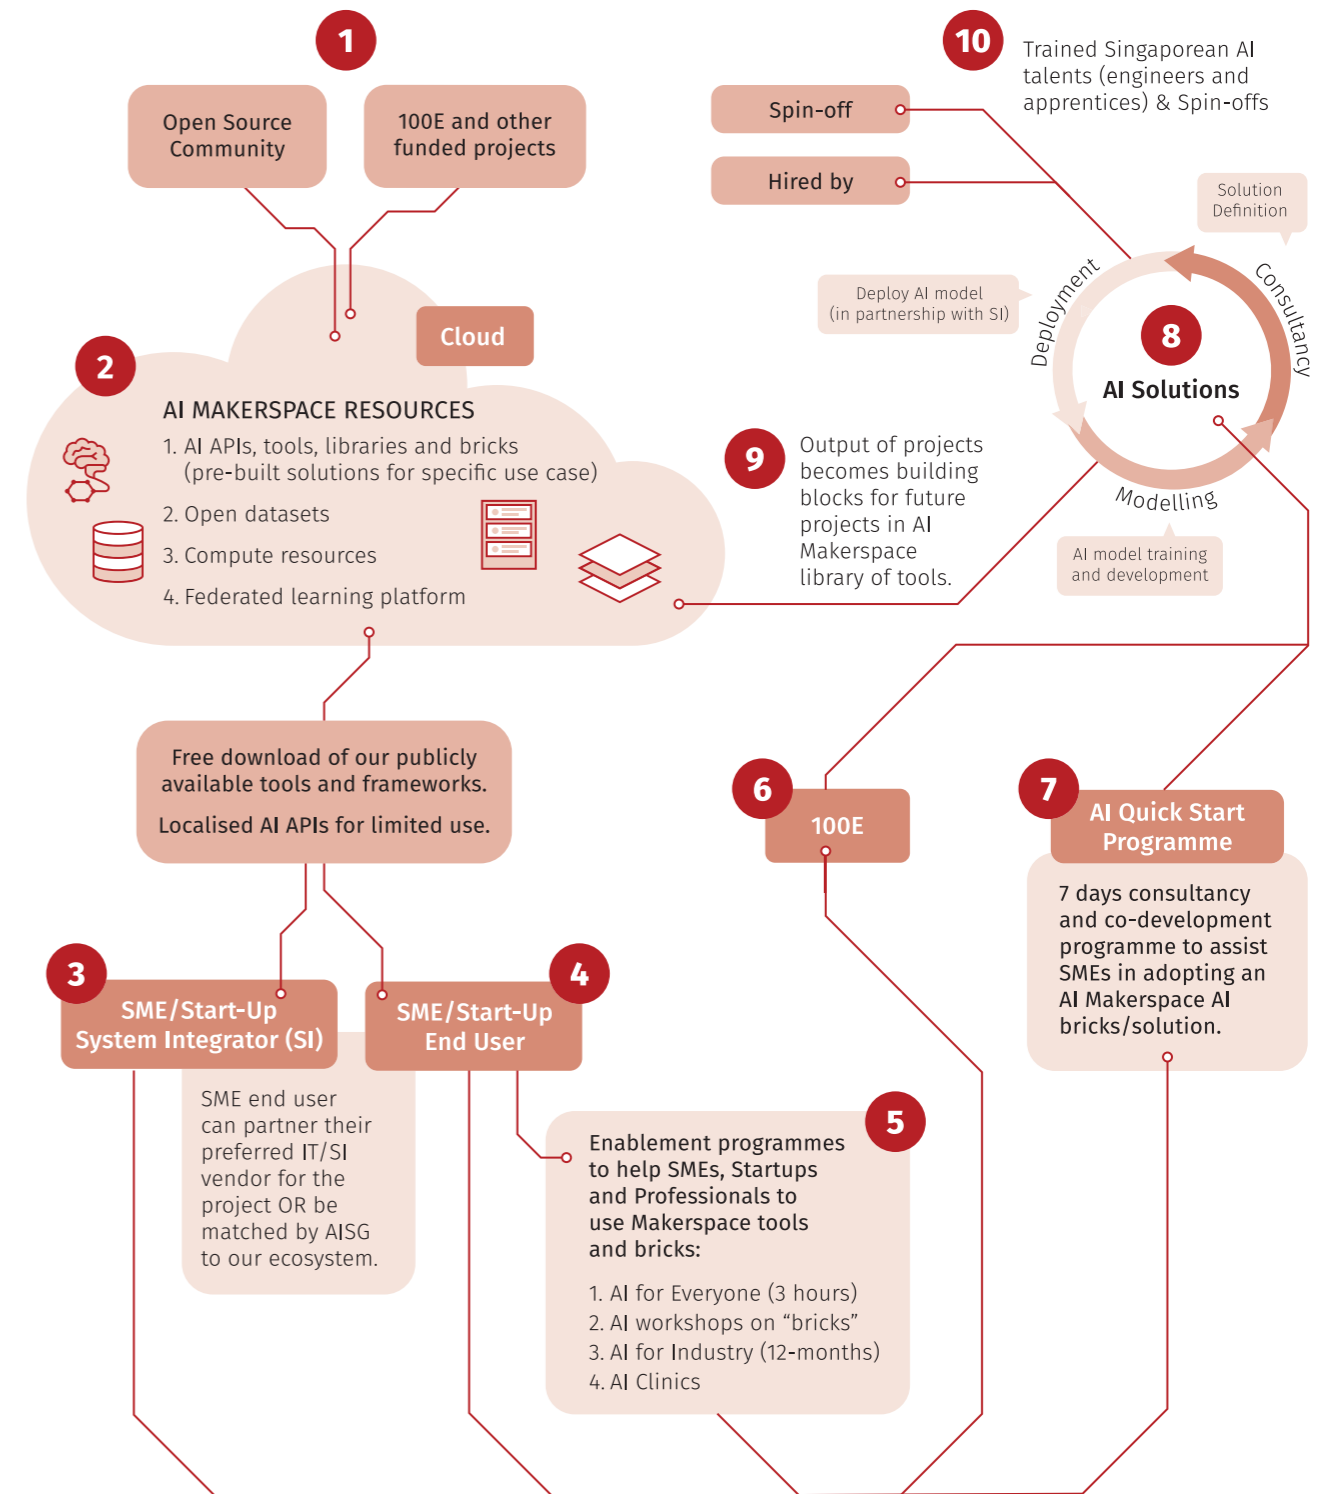 1
Open Source
Community
100E and other
funded projects
Cloud
2
AI MAKERSPACE RESOURCES
1. AI APIs, tools, libraries and bricks
(pre-built solutions for specific use case)
2. Open datasets
3. Compute resources
4. Federated learning platform
Free download of our publicly
available tools and frameworks.
Localised AI APIs for limited use.
3
SME/Start-Up
System Integrator (SI)
SME end user
can partner their
preferred IT/SI
vendor for the
project OR be
matched by AISG
to our ecosystem.
4
SME/Start-Up
End User
5
Enablement programmes
to help SMEs, Startups
and Professionals to
use Makerspace tools
and bricks:
1. AI for Everyone (3 hours)
2. AI workshops on “bricks”
3. AI for Industry (12-months)
4. AI Clinics
6
100E
7
AI Quick Start
Programme
7 days consultancy
and co-development
programme to assist
SMEs in adopting an
AI Makerspace AI
bricks/solution.
8
AI Solutions
Consultancy
Solution
Definition
Modelling
AI model training
and development
Deployment
Deploy AI model
(in partnership with SI)
9
Output of projects
becomes building
blocks for future
projects in AI
Makerspace
library of tools.
10
Trained Singaporean AI
talents (engineers and
apprentices) & Spin-offs
Spin-off
Hired by